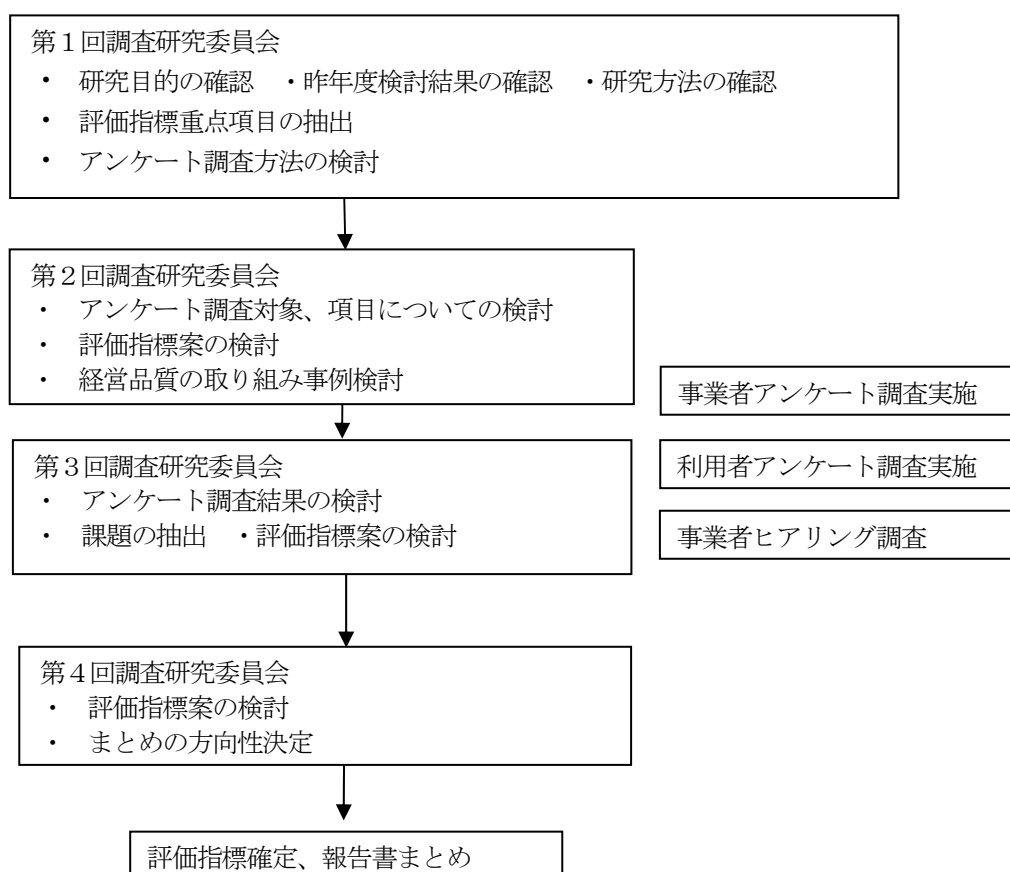 第１回調査研究委員会
・ 研究目的の確認 ・昨年度検討結果の確認 ・研究方法の確認
・ 評価指標重点項目の抽出
・ アンケート調査方法の検討
第２回調査研究委員会
・ アンケート調査対象、項目についての検討
・ 評価指標案の検討
・ 経営品質の取り組み事例検討
事業者アンケート調査実施
利用者アンケート調査実施
事業者ヒアリング調査
第３回調査研究委員会
・ アンケート調査結果の検討
・ 課題の抽出 ・評価指標案の検討
第４回調査研究委員会
・ 評価指標案の検討
・ まとめの方向性決定
評価指標確定、報告書まとめ